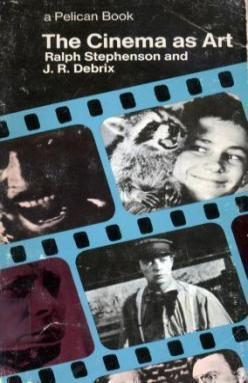 a Pelican Book
The Cinema as Art
Ralph Stephenson and
J. R. Debrix